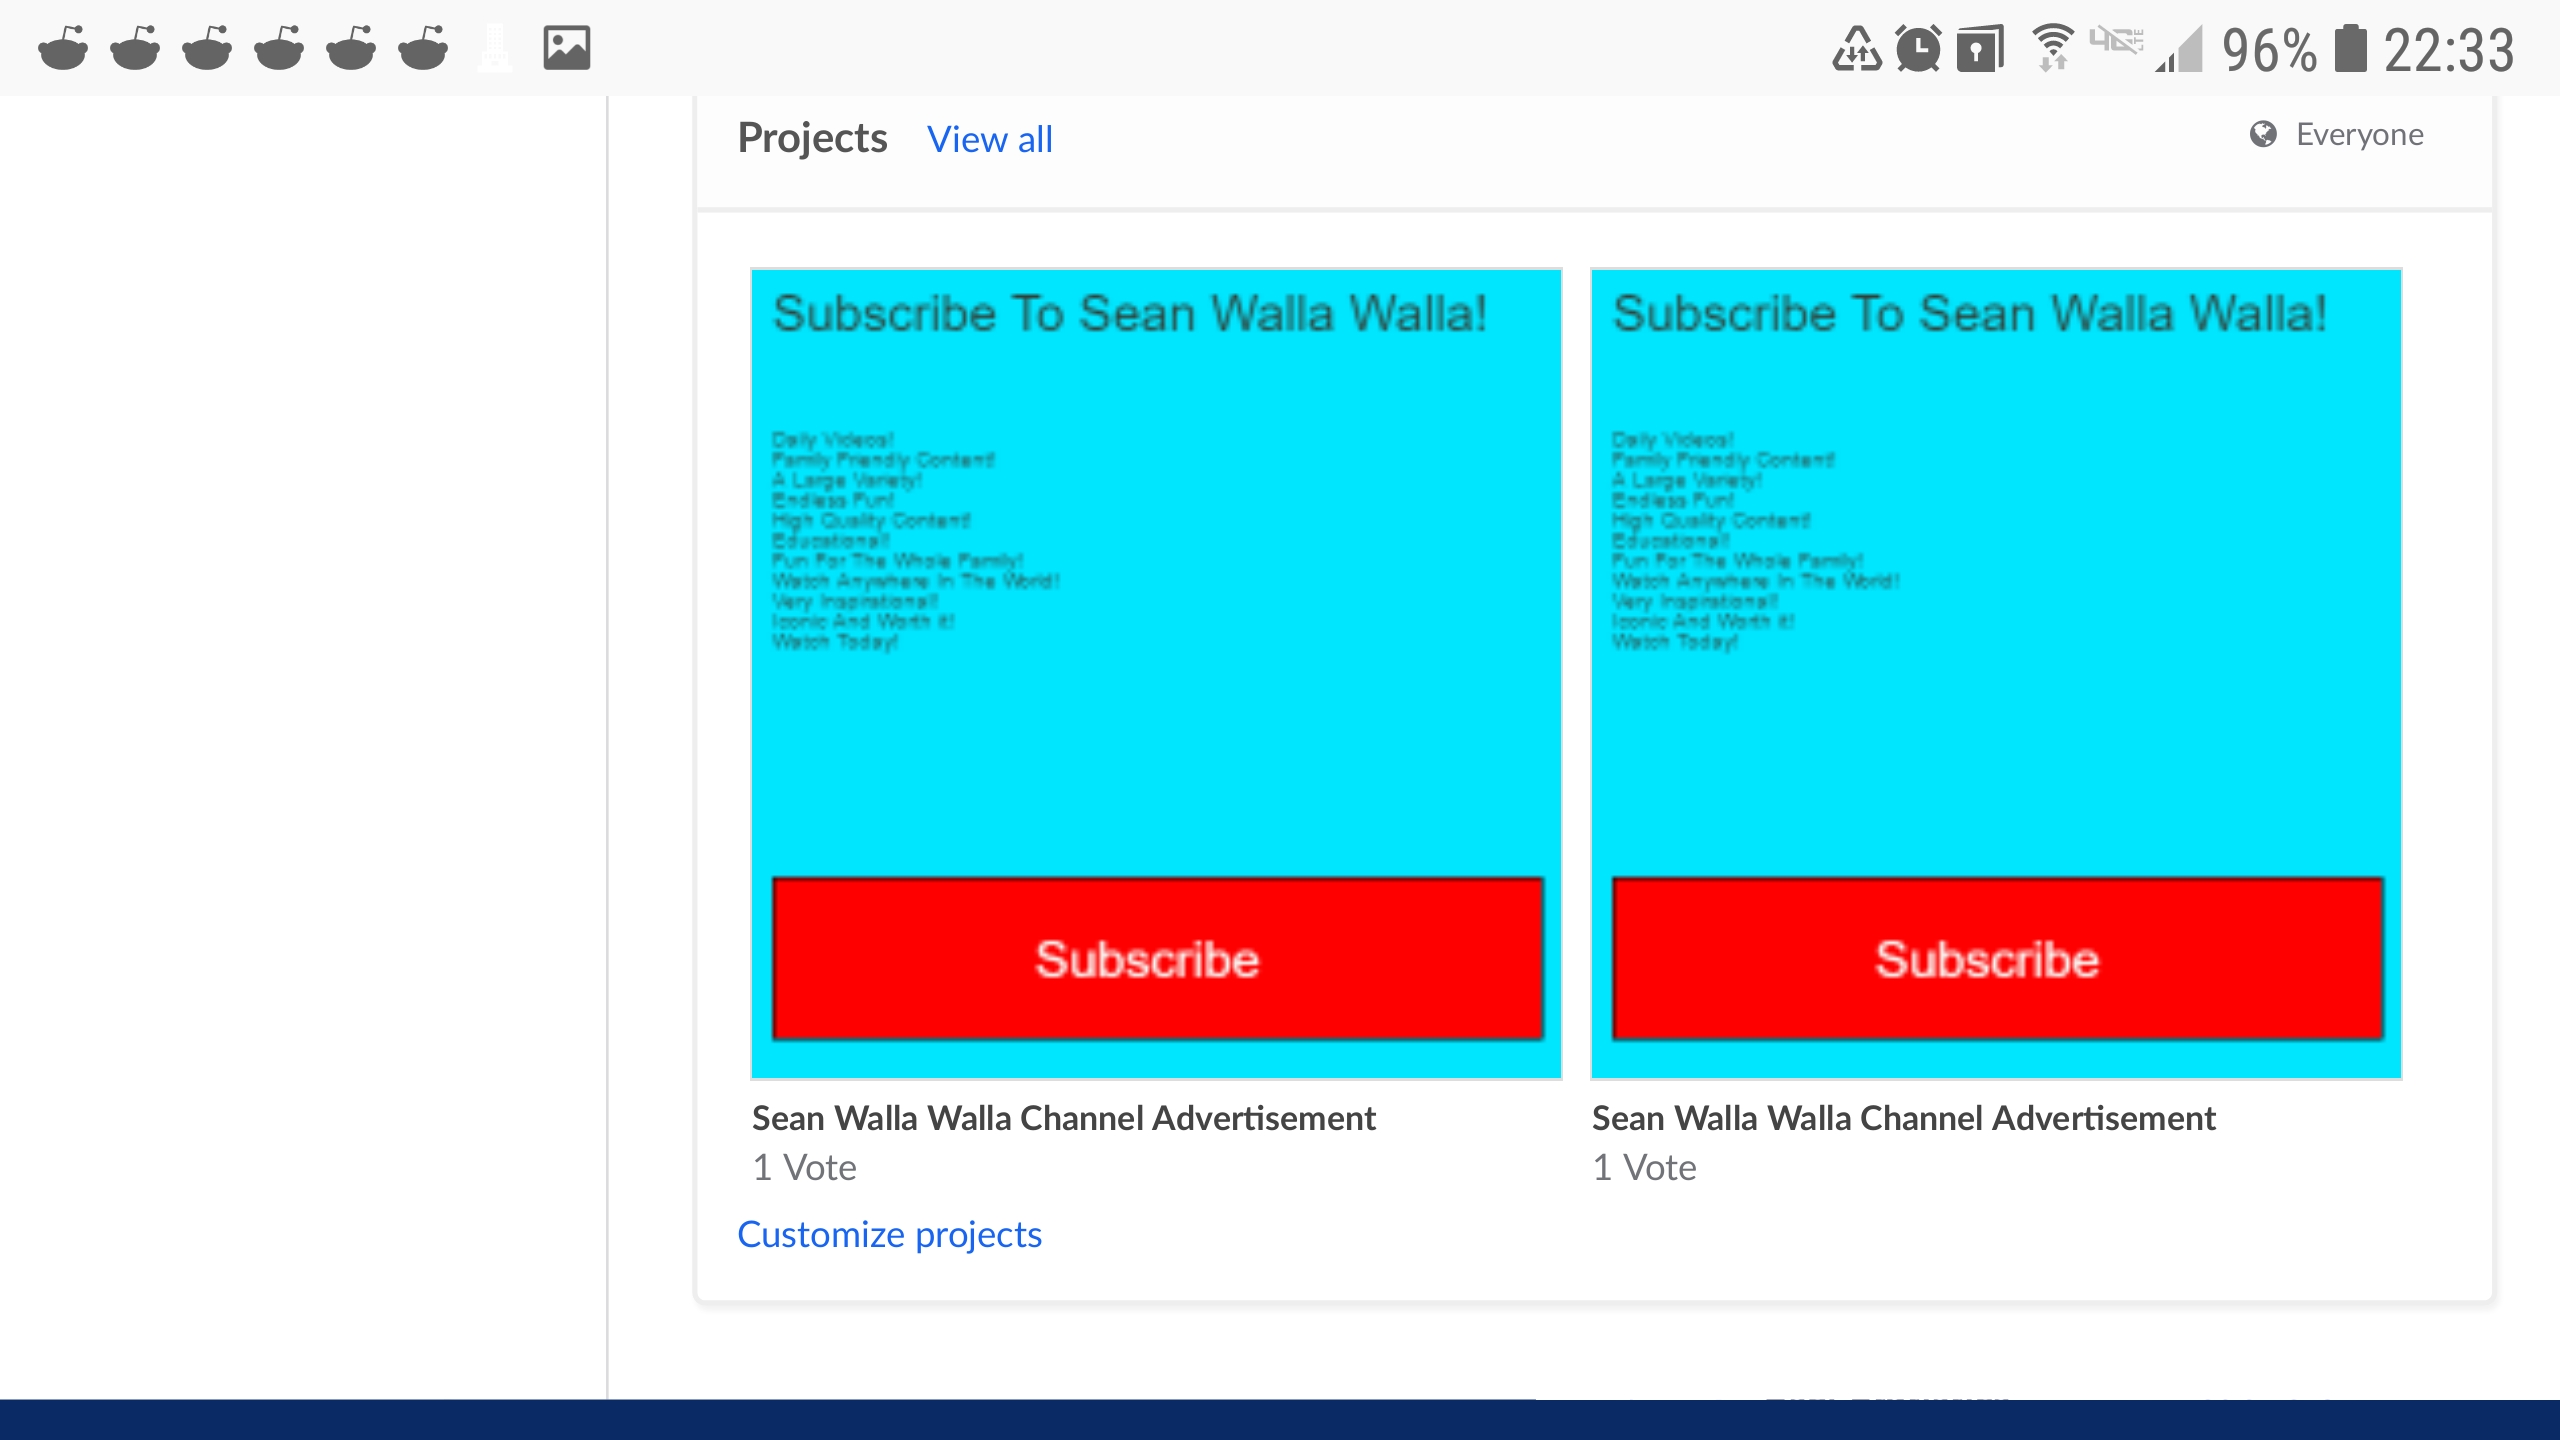 96% 22:33
Projects View all Everyone
Subscribe To Sean Walla Walla!
Daily Videos!
Family Friendly Content!
A Large Variety!
Endless Fun!
High Quality Content!
Educational!
Fun For The Whole Family!
Watch Anywhere In The World!
Very Inspirational!
Iconic And Worth it!
Watch Today!
Subscribe
Sean Walla Walla Channel Advertisement
1 Vote
Subscribe To Sean Walla Walla!
Daily Videos!
Family Friendly Content!
A Large Variety!
Endless Fun!
High Quality Content!
Educational!
Fun For The Whole Family!
Watch Anywhere In The World!
Very Inspirational!
Iconic And Worth it!
Watch Today!
Subscribe
Sean Walla Walla Channel Advertisement
1 Vote
Customize projects